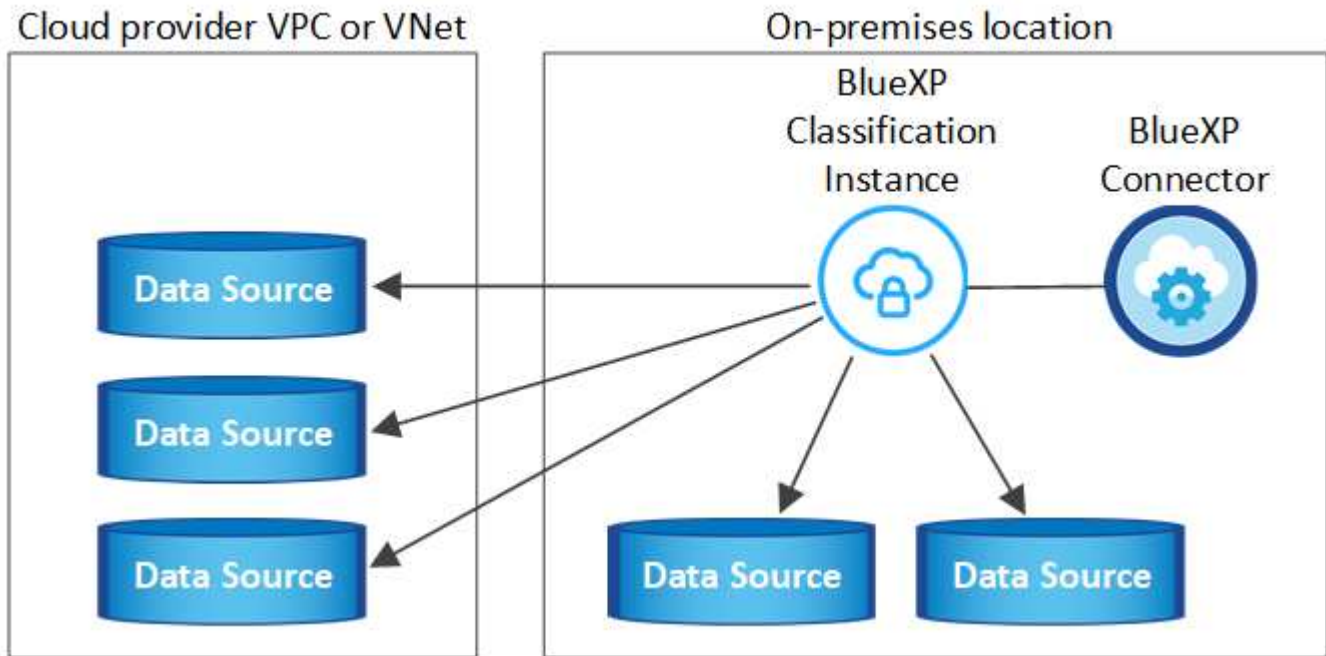 Cloud provider VPC or VNet
On-premises location
BlueXP
Classification
Instance
BlueXP
Connector
Data Source
Data Source
Data Source
Data Source
Data Source